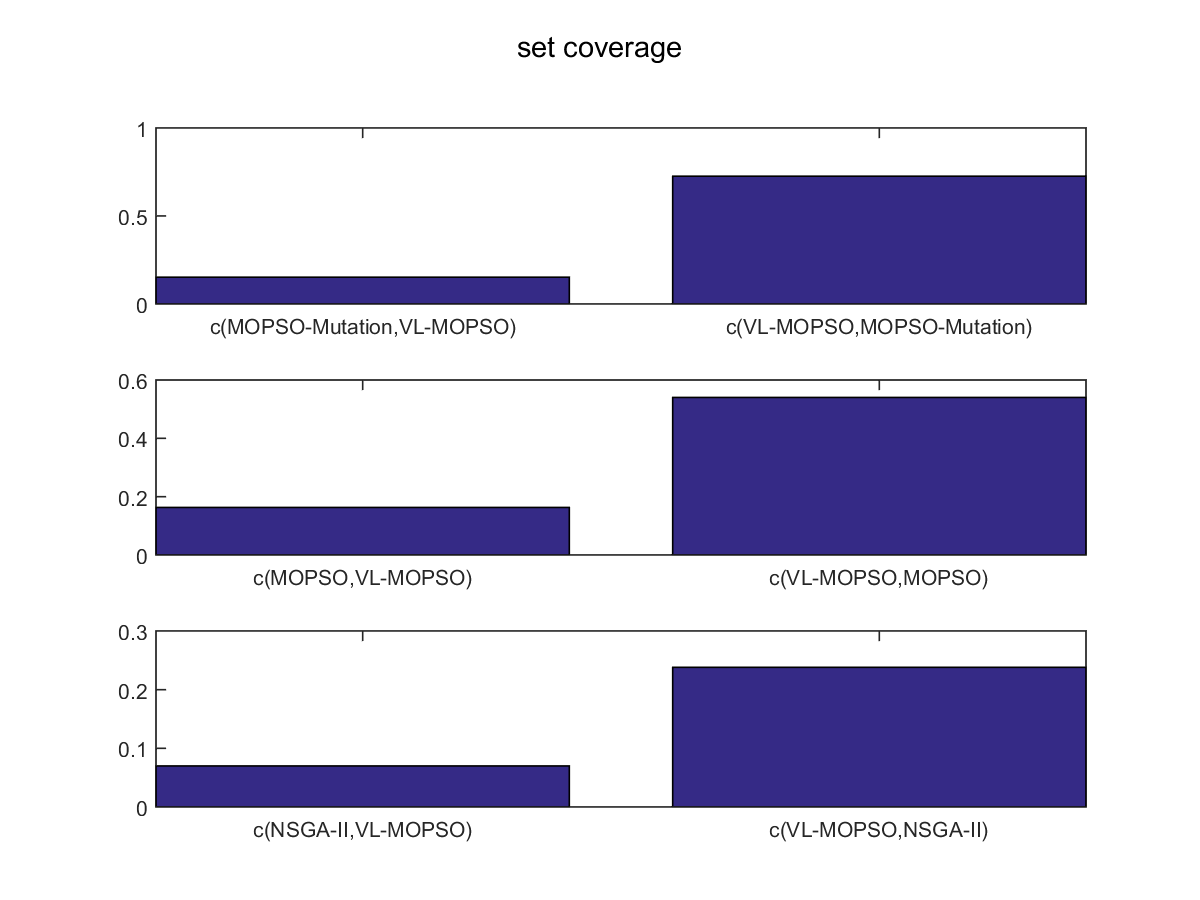 set coverage
1
0.5
0
c(MOPSO-Mutation,VL-MOPSO) c(VL-MOPSO,MOPSO-Mutation)
0.6
0.4
0.2
0
c(MOPSO,VL-MOPSO) c(VL-MOPSO,MOPSO)
0.3
0.2
0.1
0
c(NSGA-II,VL-MOPSO) c(VL-MOPSO,NSGA-II)